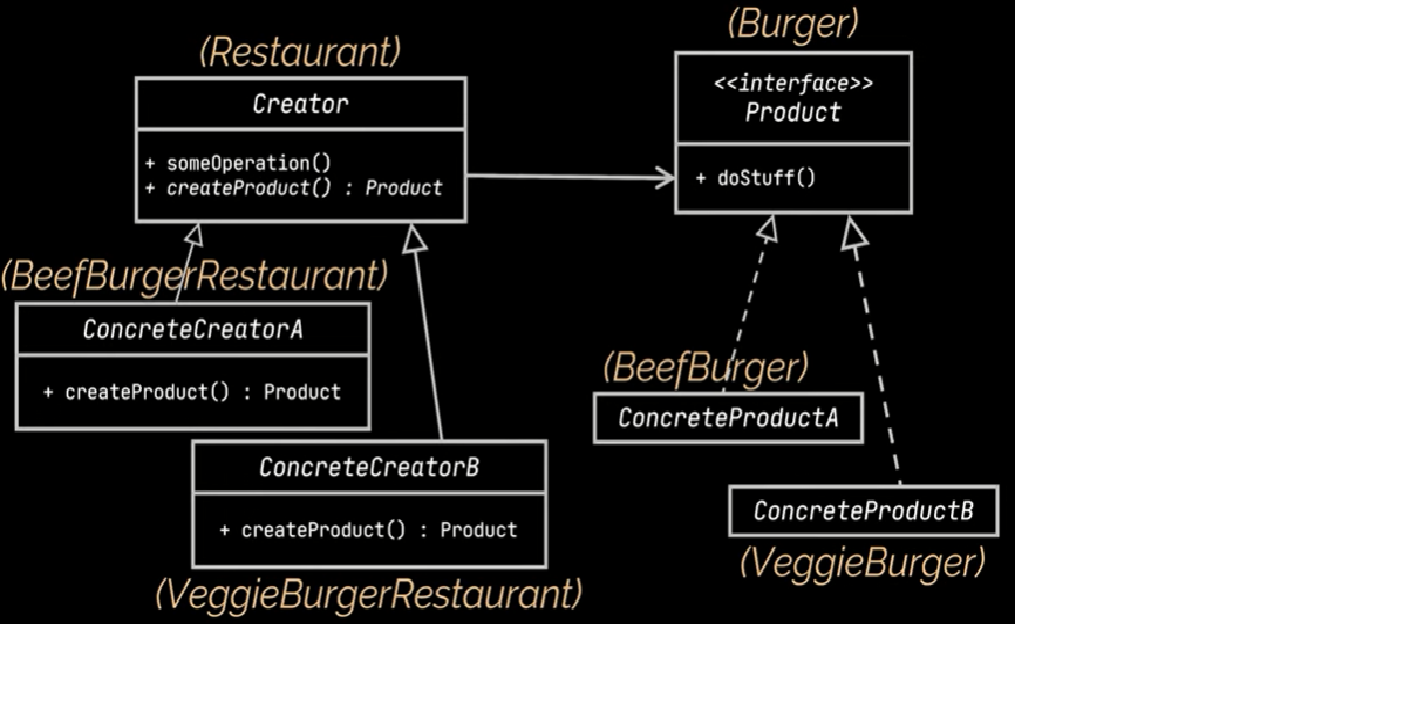 (Restaurant)
Creator
+ someOperation()
+ createProduct() : Product
(Burger)
<<interface>>
Product
+ doStuff()
(BeefBurgerRestaurant)
ConcreteCreatorA
+ createProduct() : Product
ConcreteCreatorB
+ createProduct() : Product
(VeggieBurgerRestaurant)
(BeefBurger)
ConcreteProductA
ConcreteProductB
(VeggieBurger)